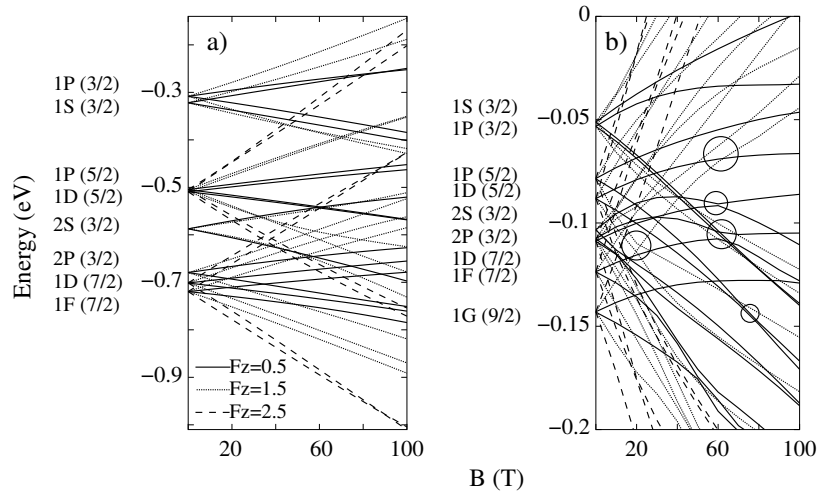 a)
1P (3/2)
1S (3/2)
1P (5/2)
1D (5/2)
2S (3/2)
2P (3/2)
1D (7/2)
1F (7/2)
Energy (eV)
−0.3
−0.5
−0.7
−0.9
Fz=0.5
Fz=1.5
Fz=2.5
20 60 100
b)
1S (3/2)
1P (3/2)
1P (5/2)
1D (5/2)
2S (3/2)
2P (3/2)
1D (7/2)
1F (7/2)
1G (9/2)
0
−0.05
−0.1
−0.15
−0.2
0 20 40 60 80 100
B (T)